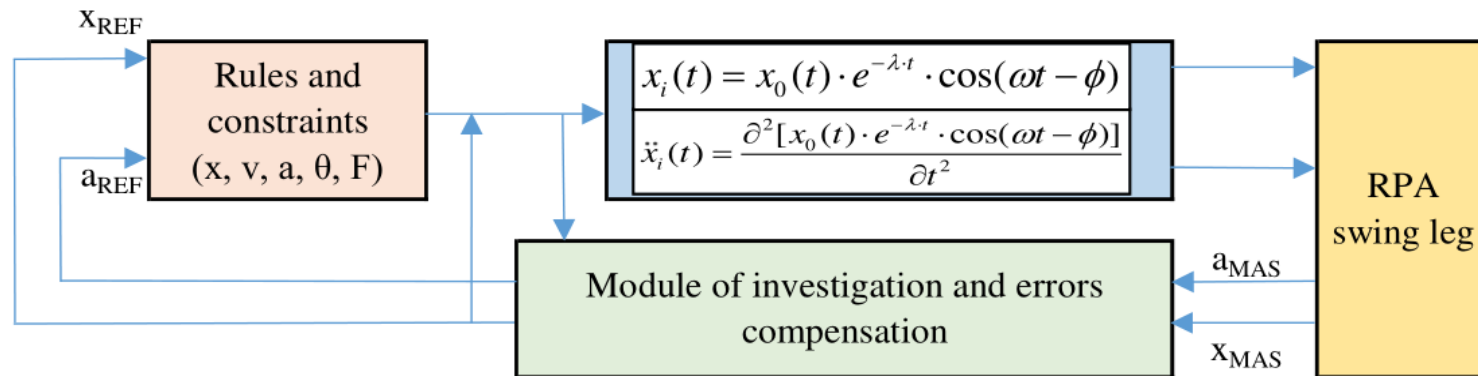 x_REF
Rules and
constraints
(x, v, a, θ, F)
a_REF
x_i(t) = x_0(t) · e^{-λ·t} · cos(ωt − ϕ)
ẍ_i(t) = ∂²[x_0(t) · e^{-λ·t} · cos(ωt − ϕ)] / ∂t²
RPA
swing leg
Module of investigation and errors
compensation
a_MAS
x_MAS